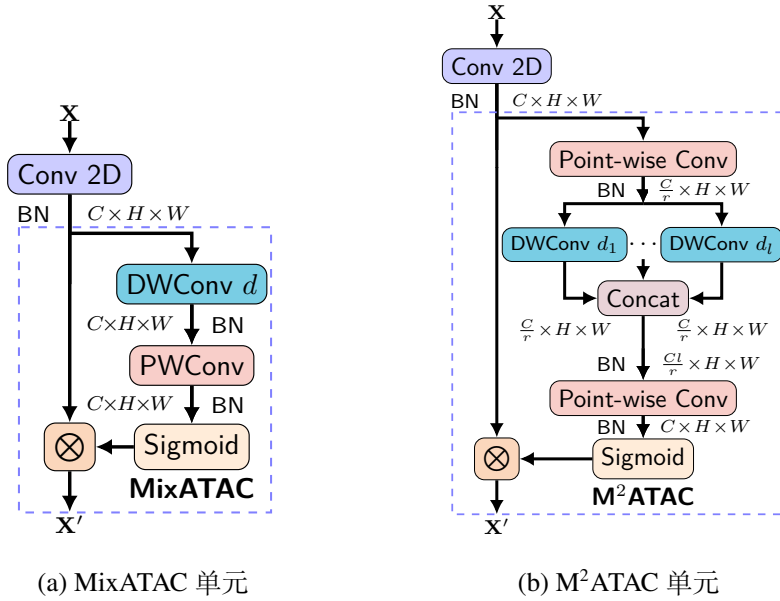 X
Conv 2D
BN
C×H×W
DWConv d
C×H×W
BN
PWConv
C×H×W
BN
⊗
Sigmoid
MixATAC
X′
(a) MixATAC 单元
X
Conv 2D
BN
C×H×W
Point-wise Conv
BN
C/r×H×W
DWConv d₁
···
DWConv dₗ
Concat
C/r×H×W
C/r×H×W
BN
Cl/r×H×W
Point-wise Conv
BN
C×H×W
⊗
Sigmoid
M²ATAC
X′
(b) M²ATAC 单元